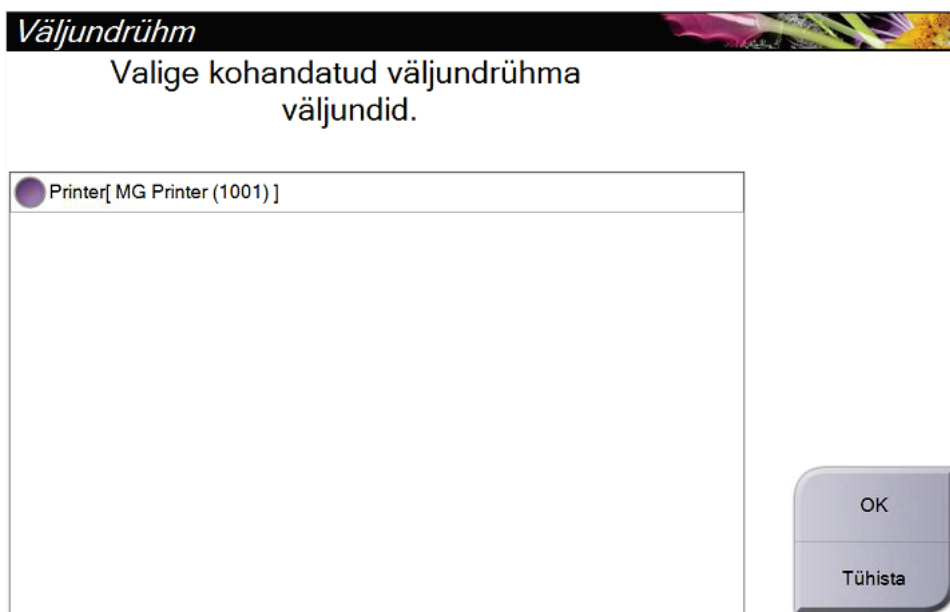 Väljundrühm
Valige kohandatud väljundrühma
väljundid.
Printer[ MG Printer (1001) ]
OK
Tühista